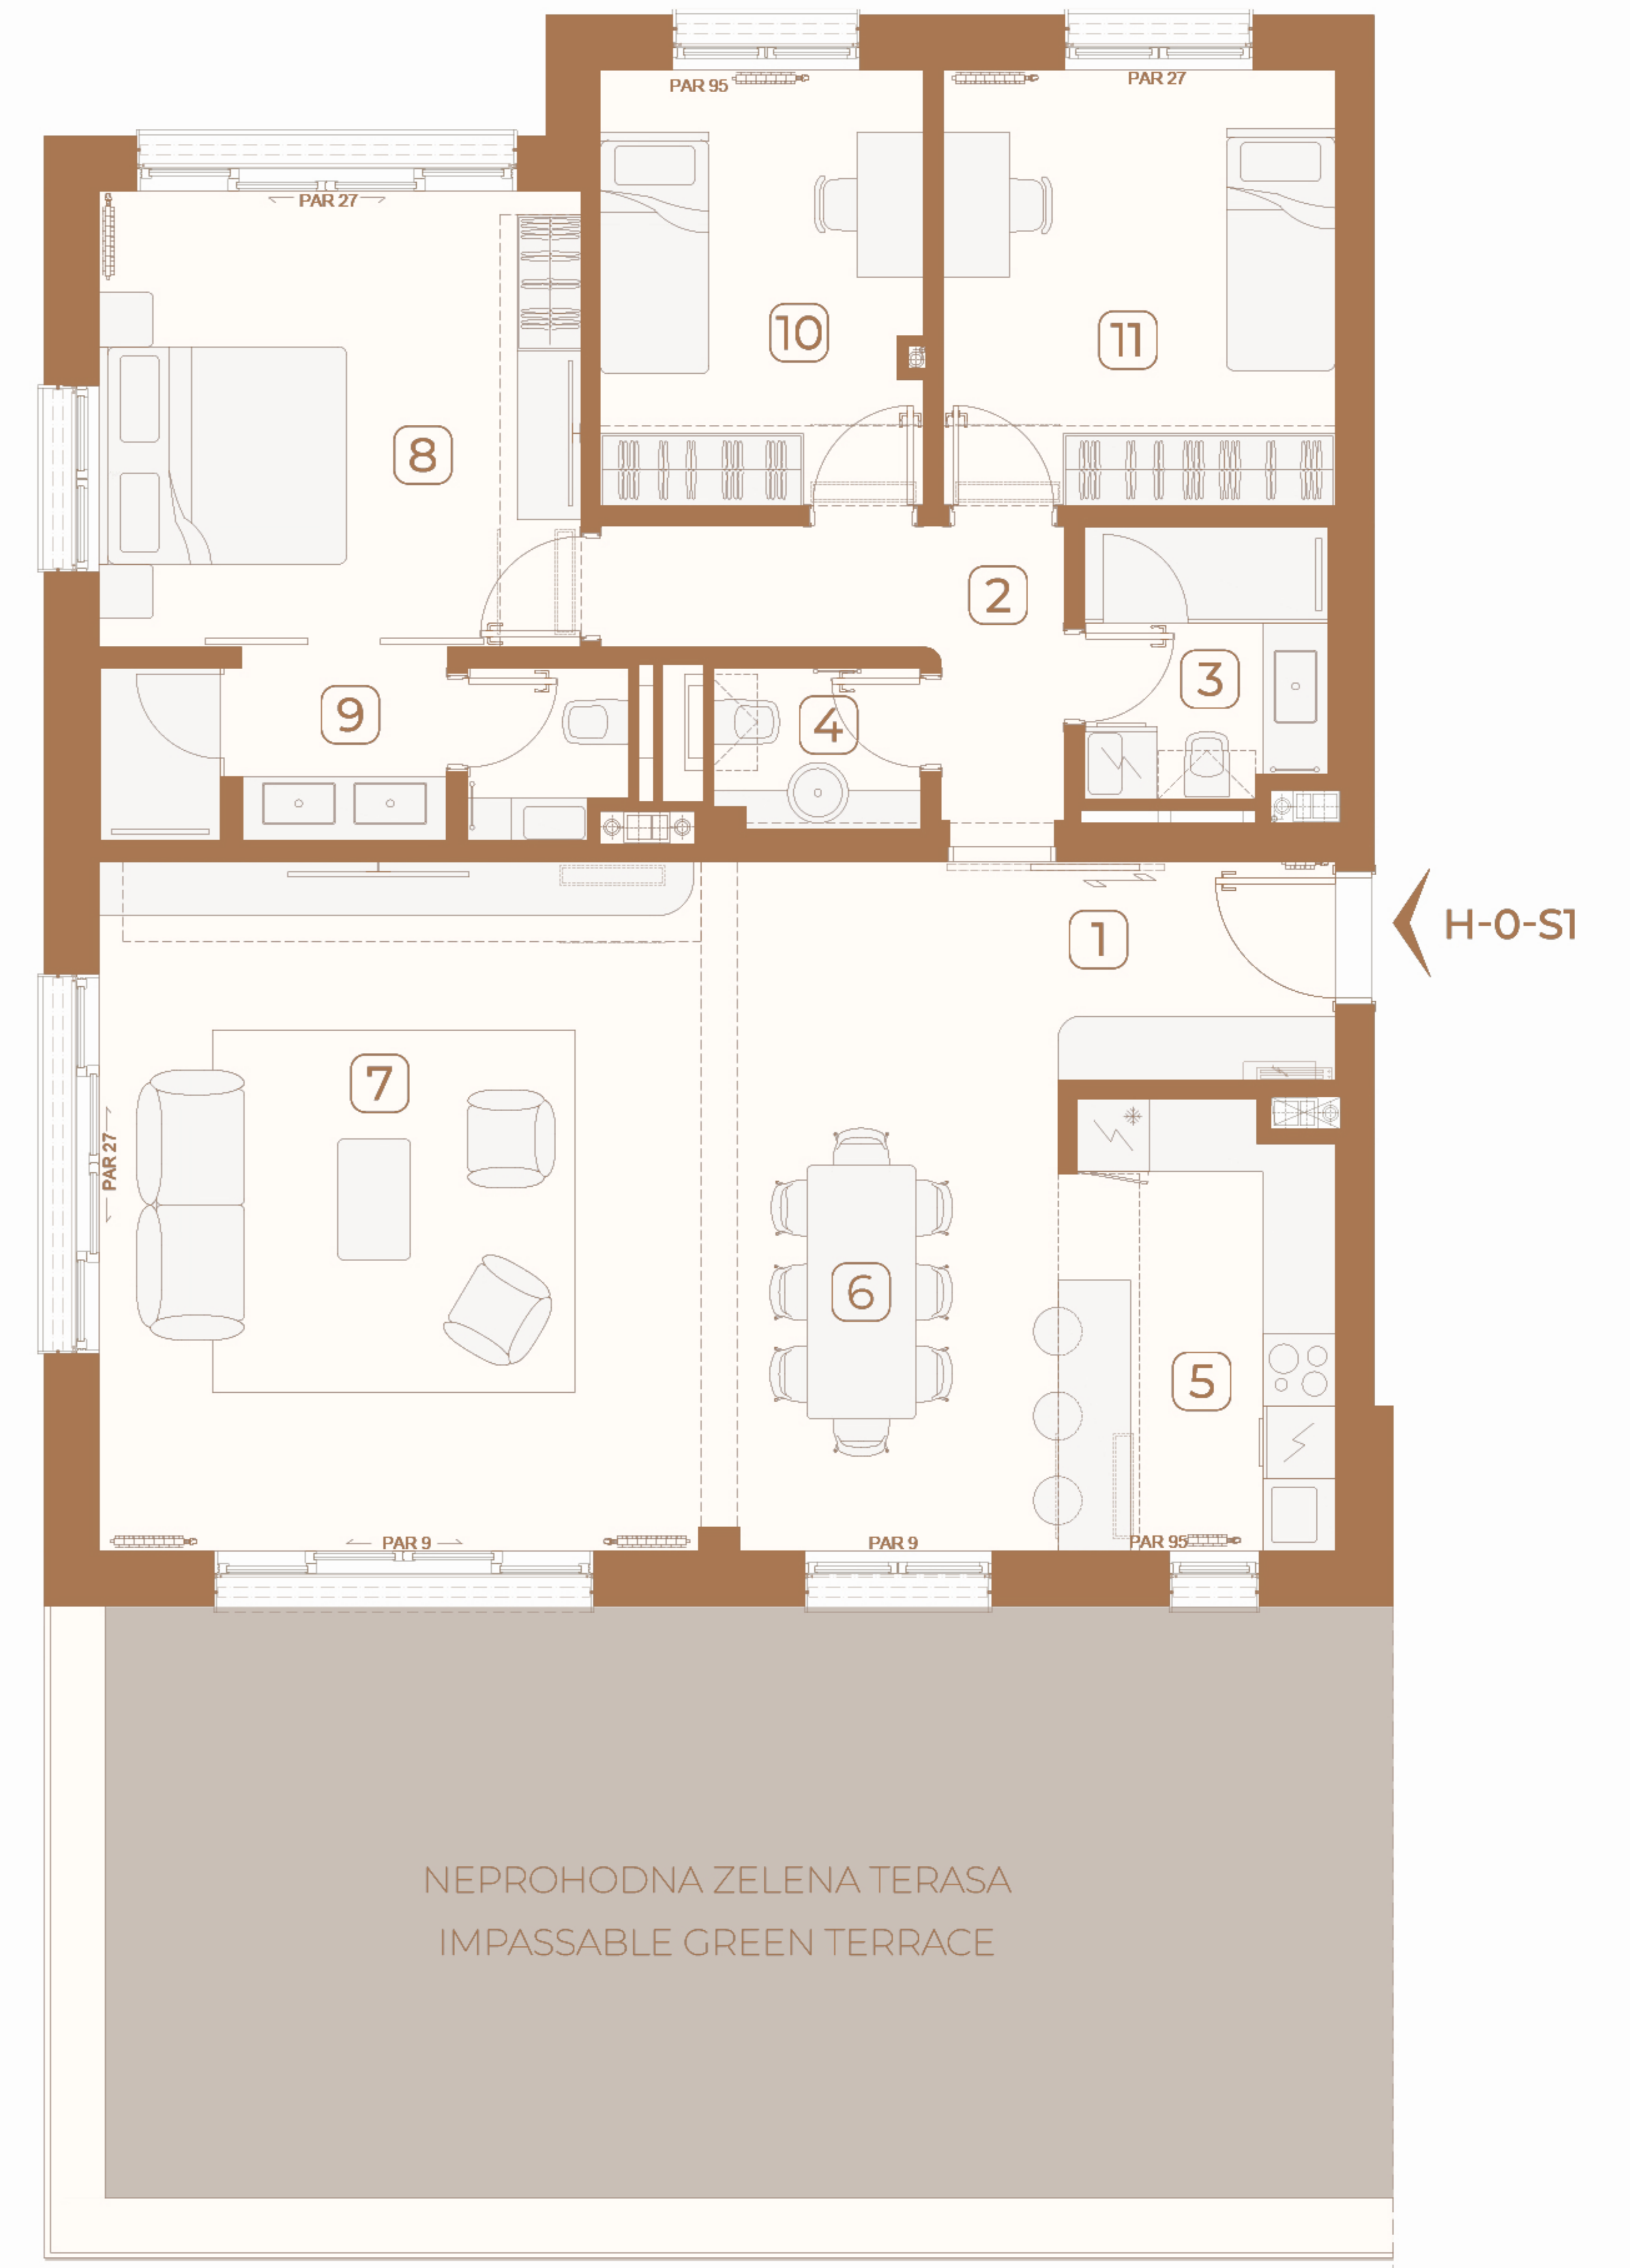 PAR 95
PAR 27
PAR 27
10
11
8
2
3
9
4
1
H-0-S1
7
PAR 27
6
5
PAR 9
PAR 9
PAR 95
NEPROHODNA ZELENA TERASA
IMPASSABLE GREEN TERRACE